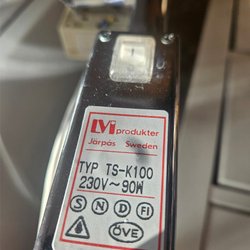 LVI produkter
Järpås Sweden
TYP TS-K100
230V~90W
S N D FI
ÖVE